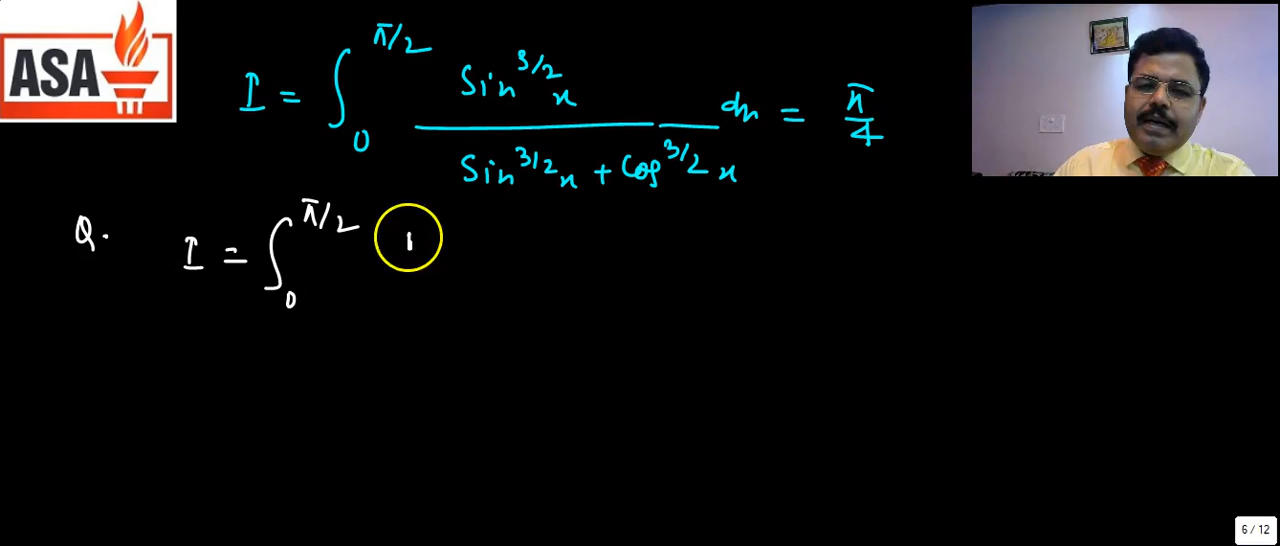 ASA
I = ∫₀^π/2 Sin^3/2 x / (Sin^3/2 x + Cos^3/2 x) dx = π/4
Q. I = ∫₀^π/2 1
6 / 12